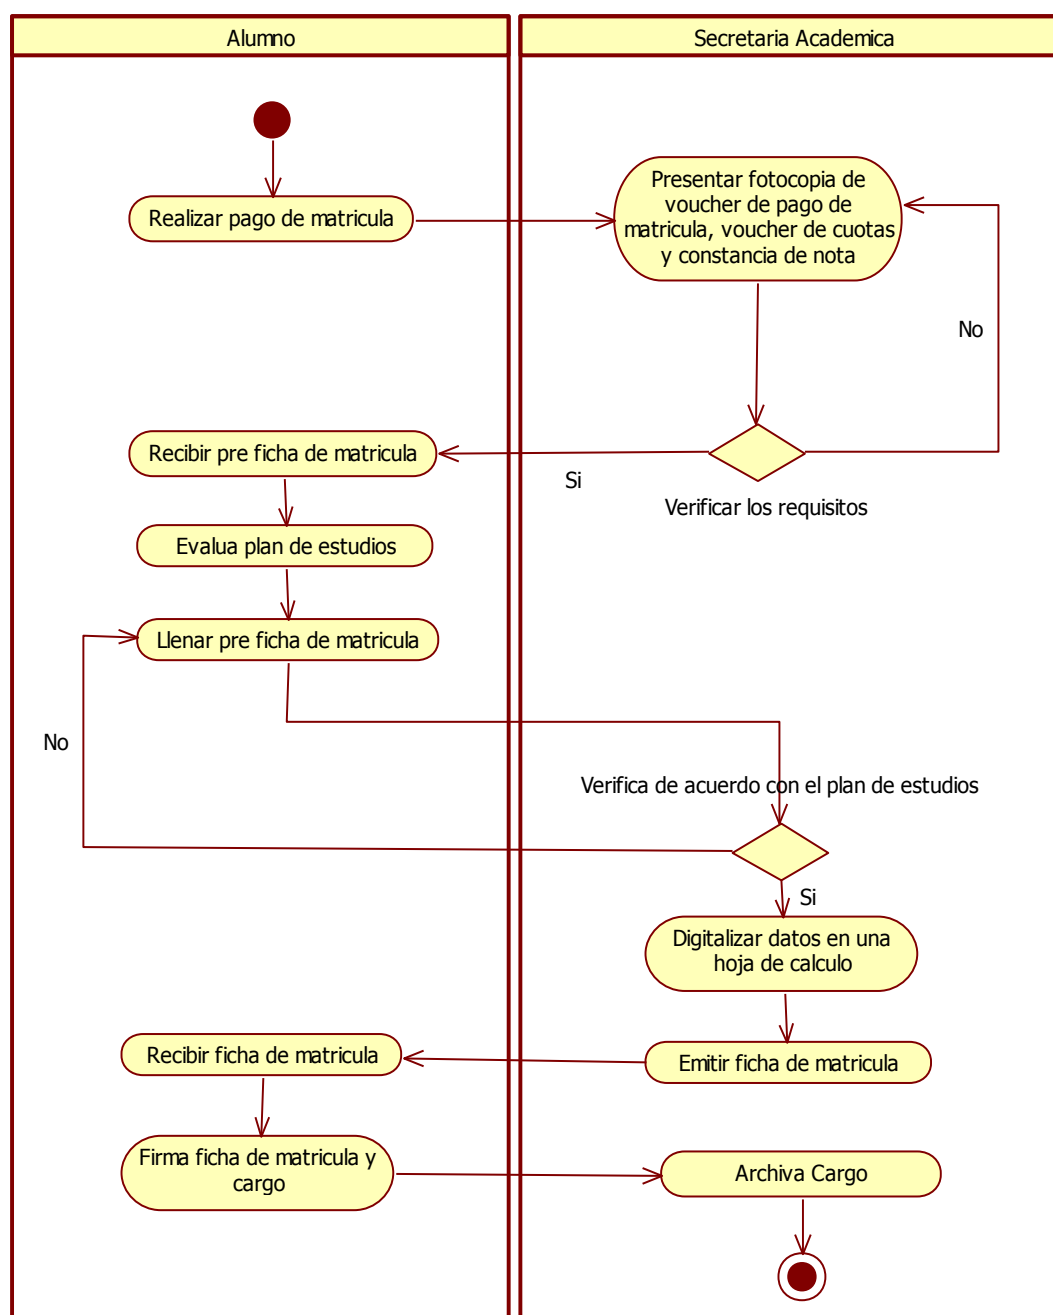 Alumno
Secretaria Academica
Realizar pago de matricula
Presentar fotocopia de
voucher de pago de
matricula, voucher de cuotas
y constancia de nota
No
Recibir pre ficha de matricula
Si
Verificar los requisitos
Evalua plan de estudios
Llenar pre ficha de matricula
No
Verifica de acuerdo con el plan de estudios
Si
Digitalizar datos en una
hoja de calculo
Recibir ficha de matricula
Emitir ficha de matricula
Firma ficha de matricula y
cargo
Archiva Cargo